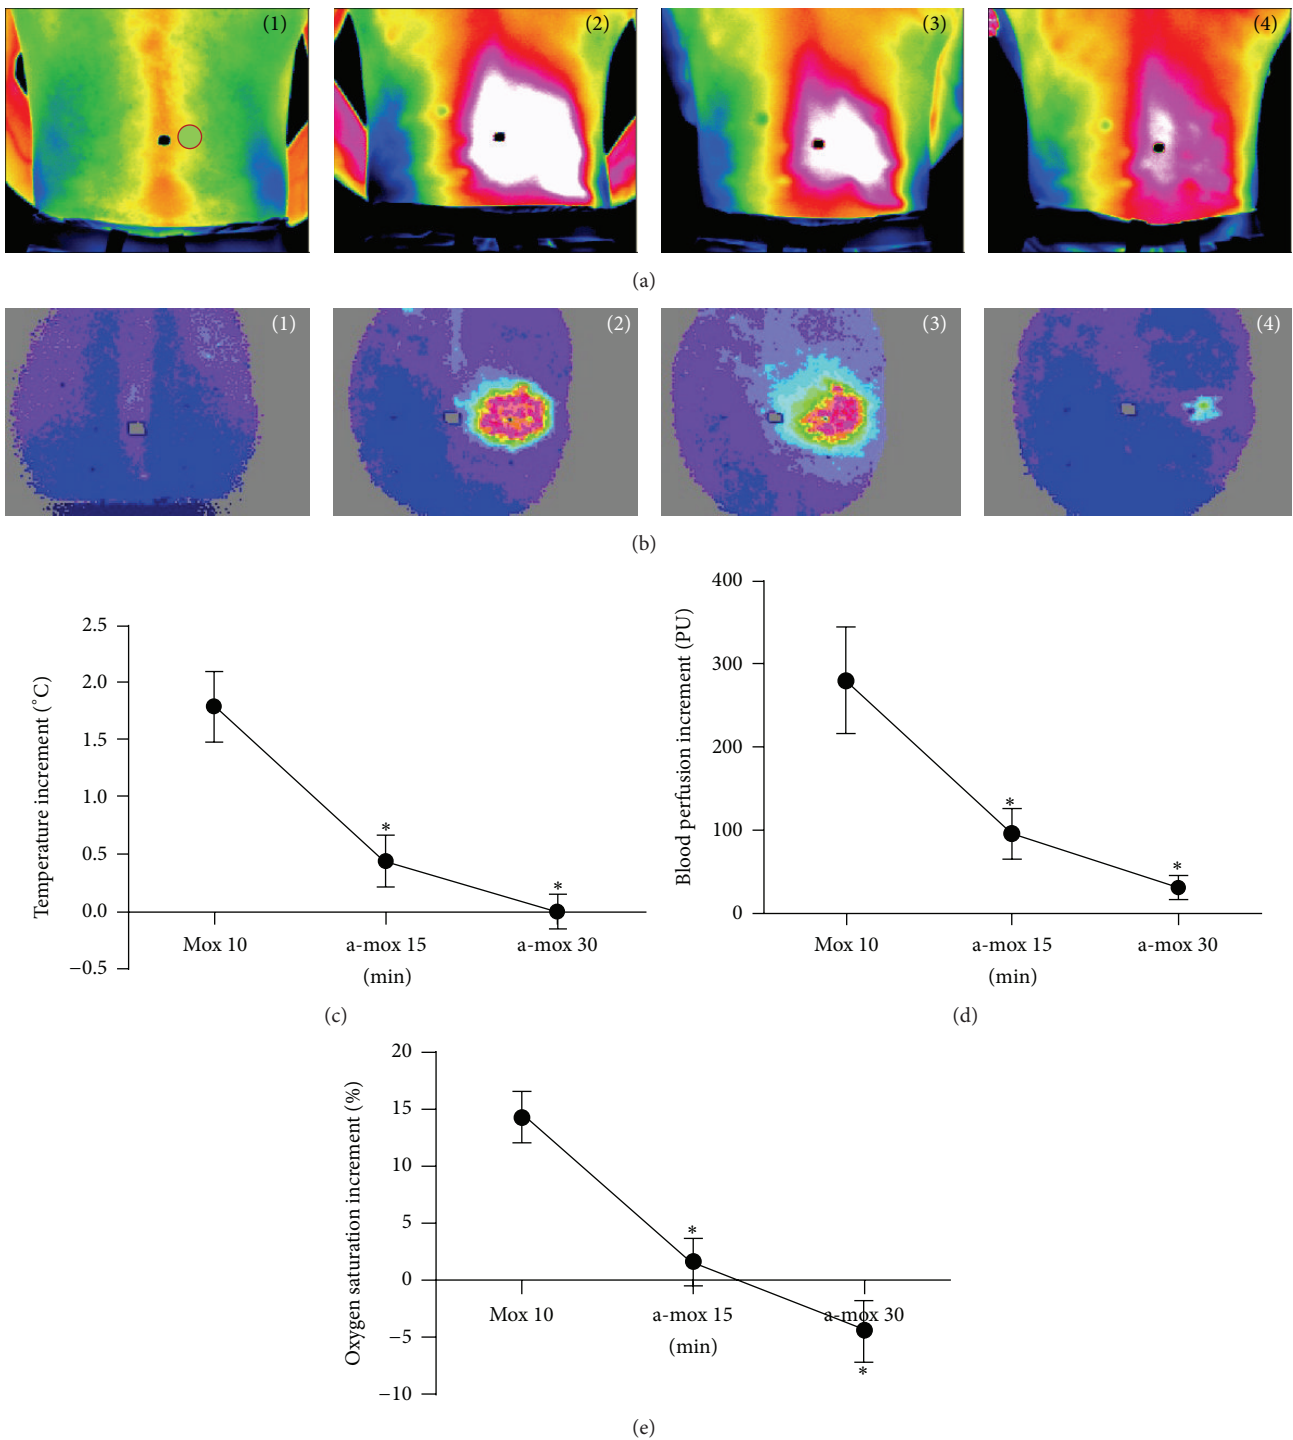 (1)
(2)
(3)
(4)
(a)
(1)
(2)
(3)
(4)
(b)
Temperature increment (°C)
2.5
2.0
1.5
1.0
0.5
0.0
−0.5
*
*
Mox 10
a-mox 15
a-mox 30
(min)
(c)
Blood perfusion increment (PU)
400
300
200
100
0
*
*
Mox 10
a-mox 15
a-mox 30
(min)
(d)
Oxygen saturation increment (%)
20
15
10
5
0
−5
−10
*
*
Mox 10
a-mox 15
a-mox 30
(min)
(e)